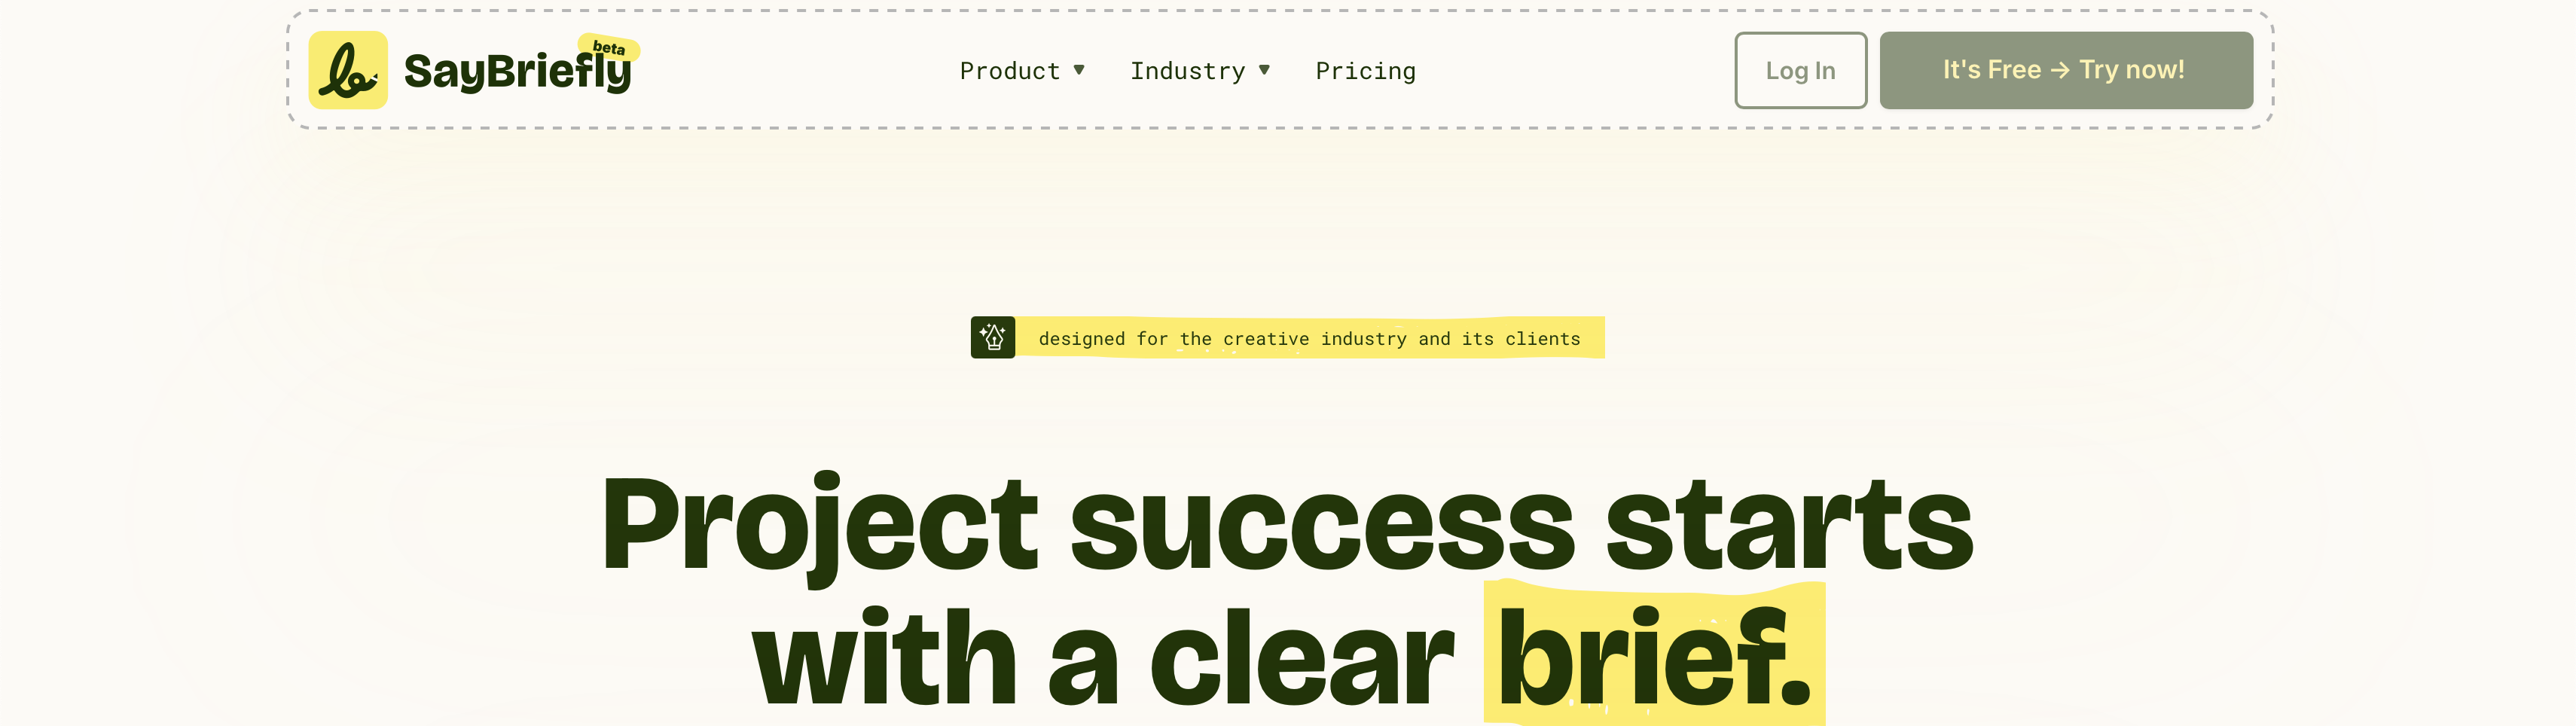 SayBriefly beta
Product Industry Pricing
Log In
It's Free → Try now!
designed for the creative industry and its clients
Project success starts
with a clear brief.